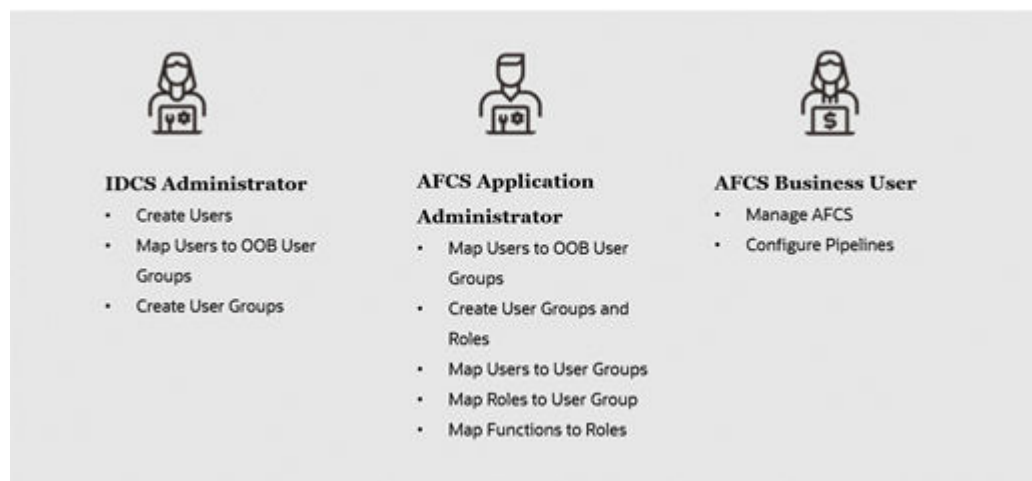 IDCS Administrator
• Create Users
• Map Users to OOB User
Groups
• Create User Groups
AFCS Application
Administrator
• Map Users to OOB User
Groups
• Create User Groups and
Roles
• Map Users to User Groups
• Map Roles to User Group
• Map Functions to Roles
$
AFCS Business User
• Manage AFCS
• Configure Pipelines